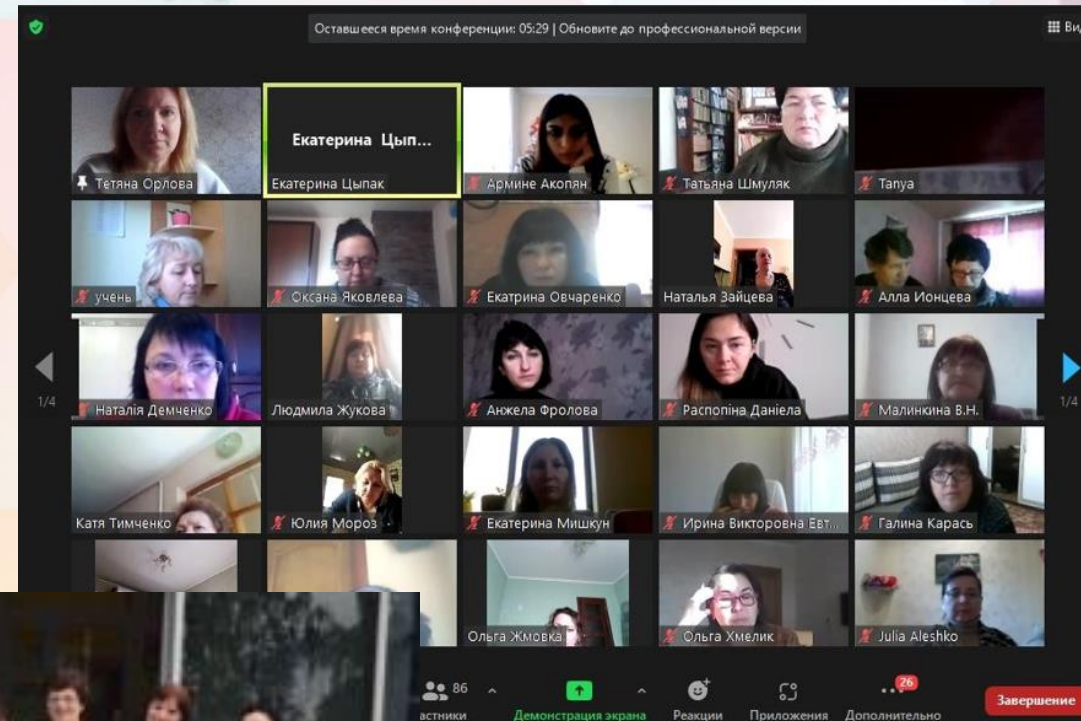 Оставшееся время конференции: 05:29 | Обновите до профессиональной версии
Екатерина Цып...
Тетяна Орлова
Екатерина Цыпак
Армине Акопян
Татьяна Шмуляк
Tanya
учень
Оксана Яковлева
Екатрина Овчаренко
Наталья Зайцева
Алла Ионцева
Наталія Демченко
Людмила Жукова
Анжела Фролова
Распопіна Даніела
Малинкина В.Н.
1/4
1/4
Катя Тимченко
Юлия Мороз
Екатерина Мишкун
Ирина Викторовна Евт...
Галина Карась
Ольга Жмовка
Ольга Хмелик
Julia Aleshko
86
26
Демонстрация экрана
Реакции
Приложения
Дополнительно
Завершение